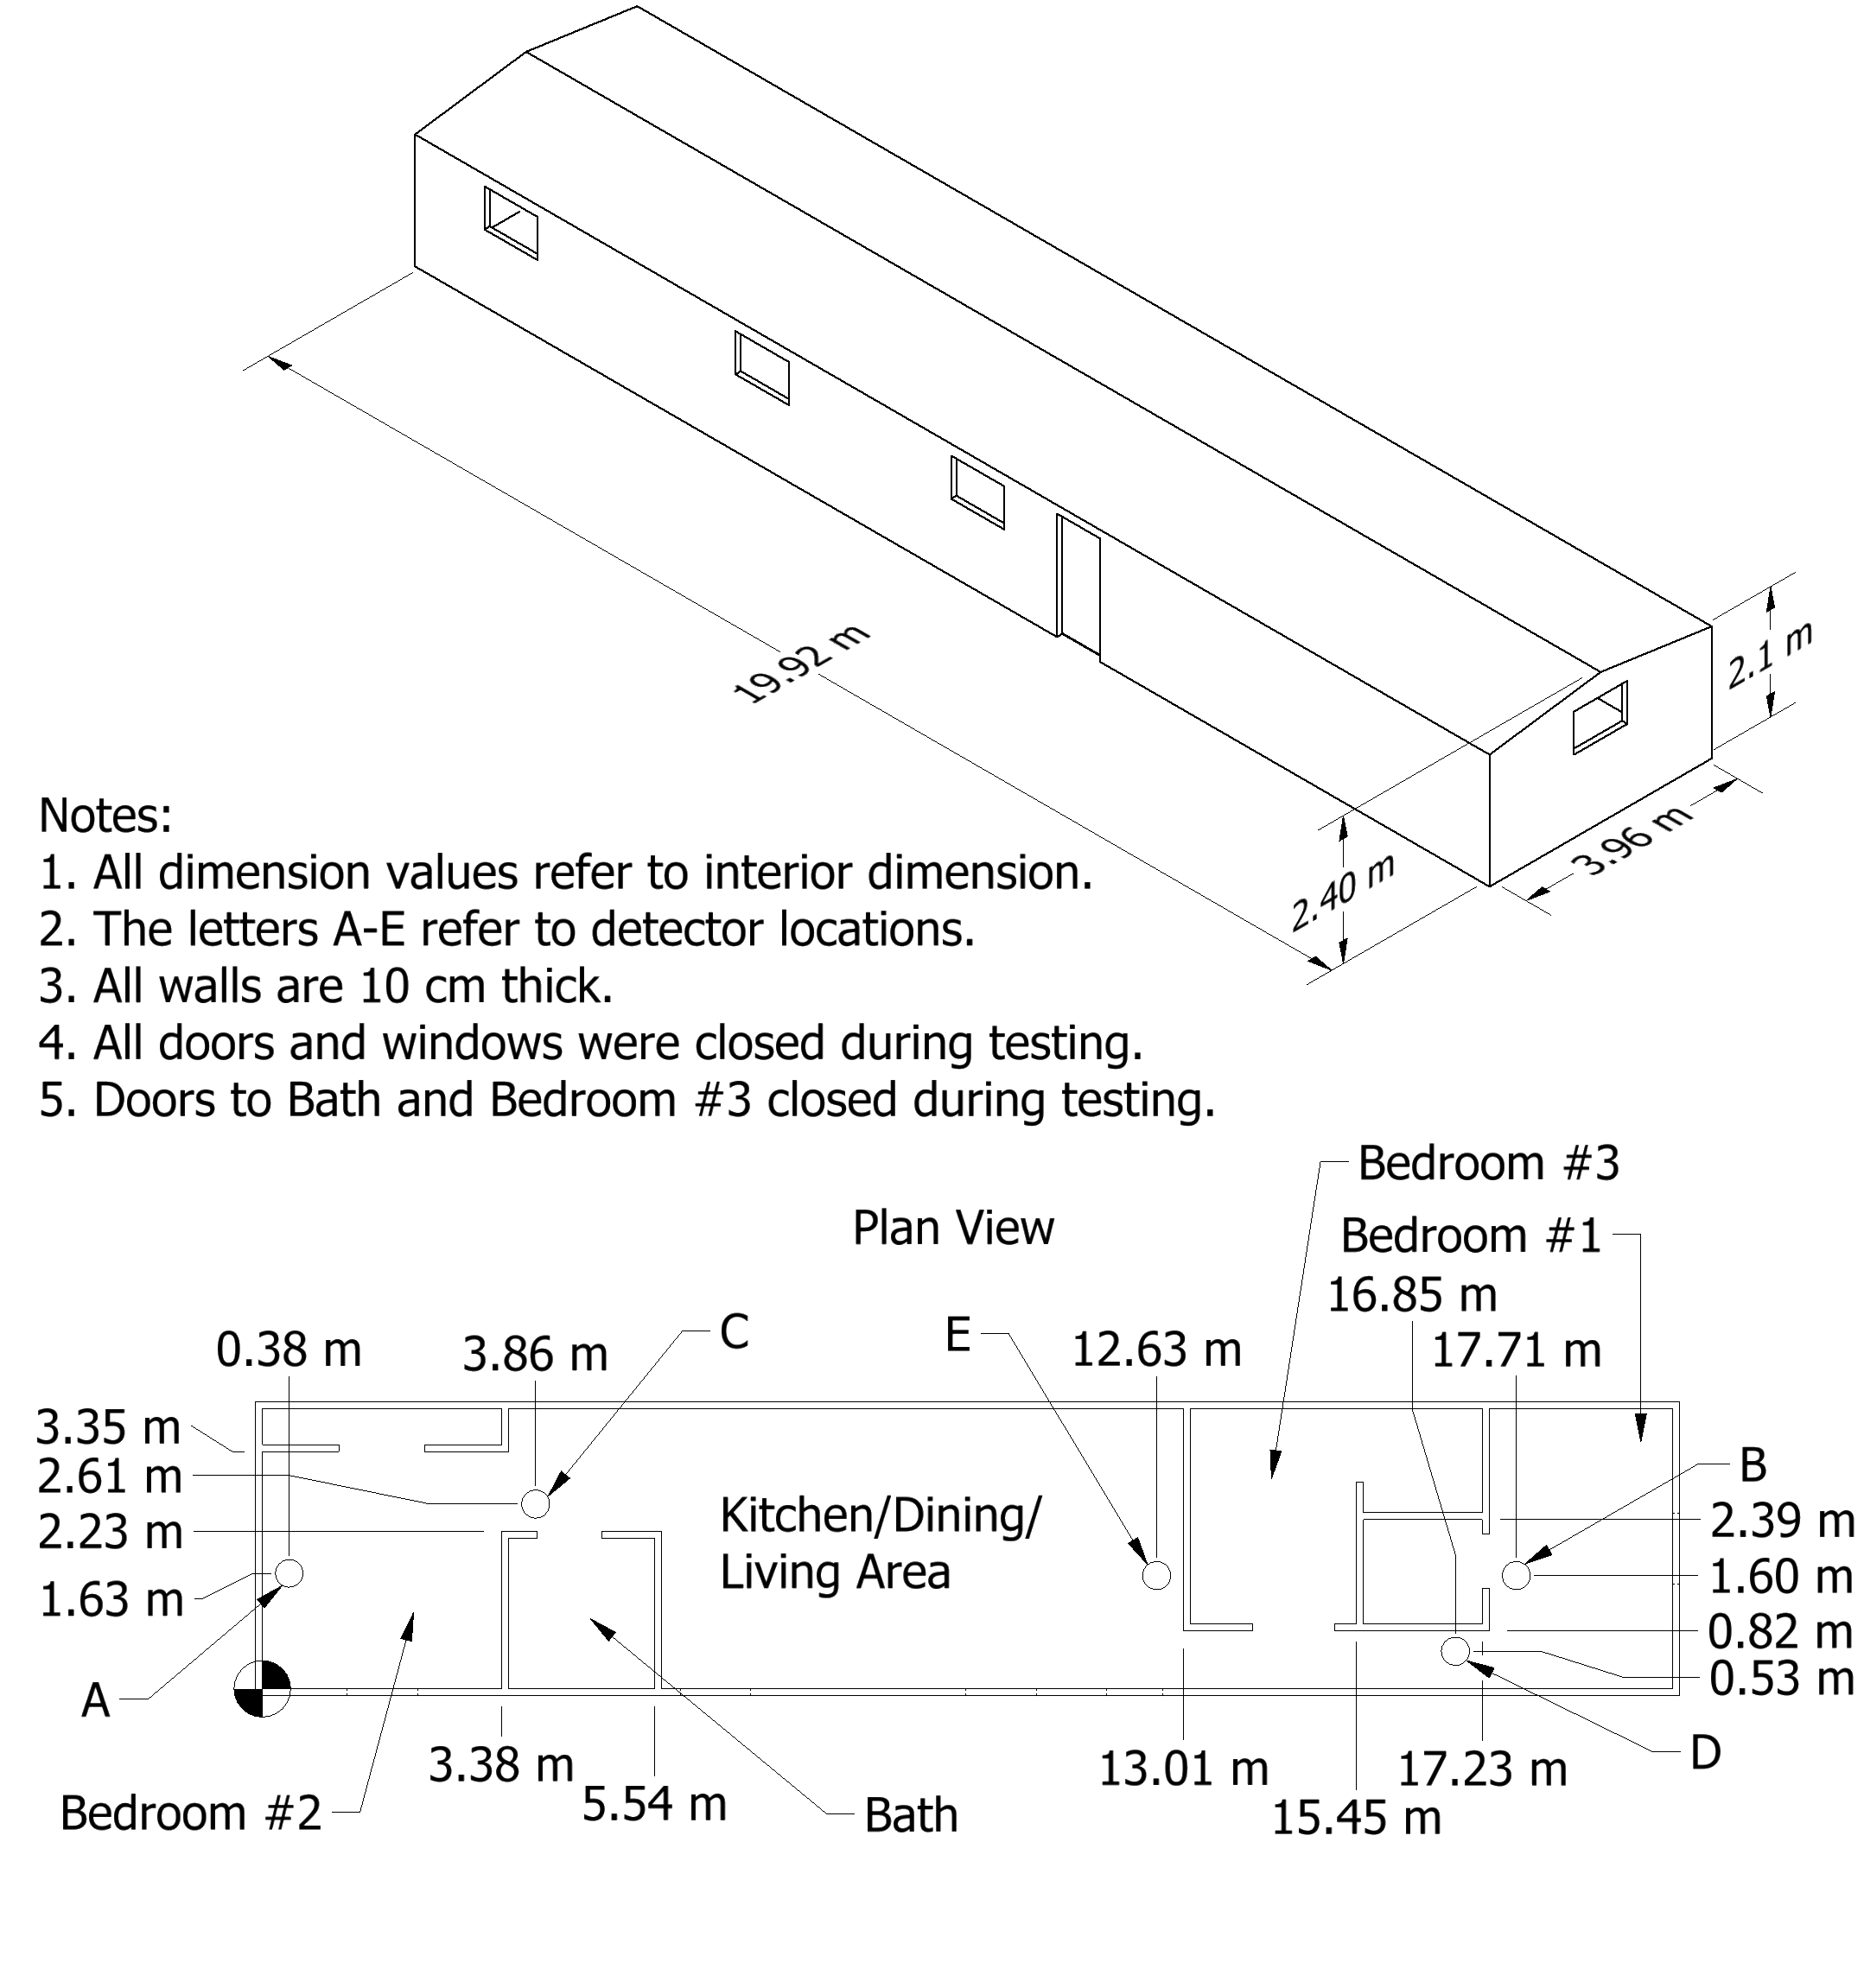 19.92 m
2.1 m
3.96 m
2.40 m
Notes:
1. All dimension values refer to interior dimension.
2. The letters A-E refer to detector locations.
3. All walls are 10 cm thick.
4. All doors and windows were closed during testing.
5. Doors to Bath and Bedroom #3 closed during testing.
Bedroom #3
Plan View
Bedroom #1
16.85 m
0.38 m
3.86 m
C
E
12.63 m
17.71 m
3.35 m
2.61 m
2.23 m
1.63 m
A
Kitchen/Dining/
Living Area
B
2.39 m
1.60 m
0.82 m
0.53 m
D
3.38 m
5.54 m
13.01 m
17.23 m
15.45 m
Bedroom #2
Bath